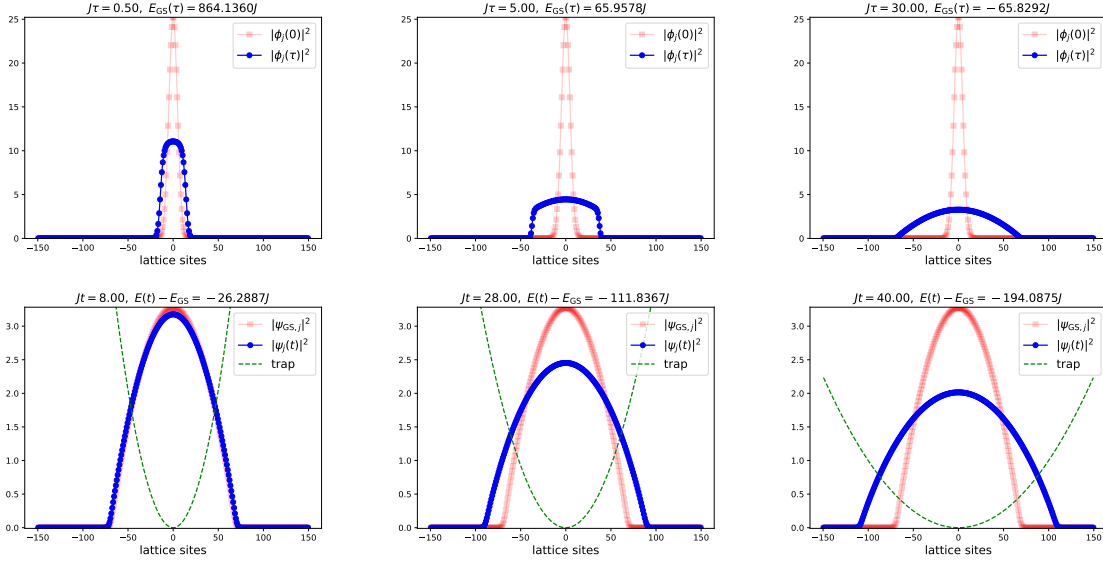 Jτ = 0.50, E_GS(τ) = 864.1360J
25
20
15
10
5
0
|ϕ_j(0)|²
|ϕ_j(τ)|²
−150 −100 −50 0 50 100 150
Jτ = 5.00, E_GS(τ) = 65.9578J
25
20
15
10
5
0
|ϕ_j(0)|²
|ϕ_j(τ)|²
−150 −100 −50 0 50 100 150
Jτ = 30.00, E_GS(τ) = −65.8292J
25
20
15
10
5
0
|ϕ_j(0)|²
|ϕ_j(τ)|²
−150 −100 −50 0 50 100 150
Jt = 8.00, E(t) − E_GS = −26.2887J
3.0
2.5
2.0
1.5
1.0
0.5
0.0
|ψ_GS,j|²
|ψ_j(t)|²
trap
−150 −100 −50 0 50 100 150
lattice sites
Jt = 28.00, E(t) − E_GS = −111.8367J
3.0
2.5
2.0
1.5
1.0
0.5
0.0
|ψ_GS,j|²
|ψ_j(t)|²
trap
−150 −100 −50 0 50 100 150
lattice sites
Jt = 40.00, E(t) − E_GS = −194.0875J
3.0
2.5
2.0
1.5
1.0
0.5
0.0
|ψ_GS,j|²
|ψ_j(t)|²
trap
−150 −100 −50 0 50 100 150
lattice sites